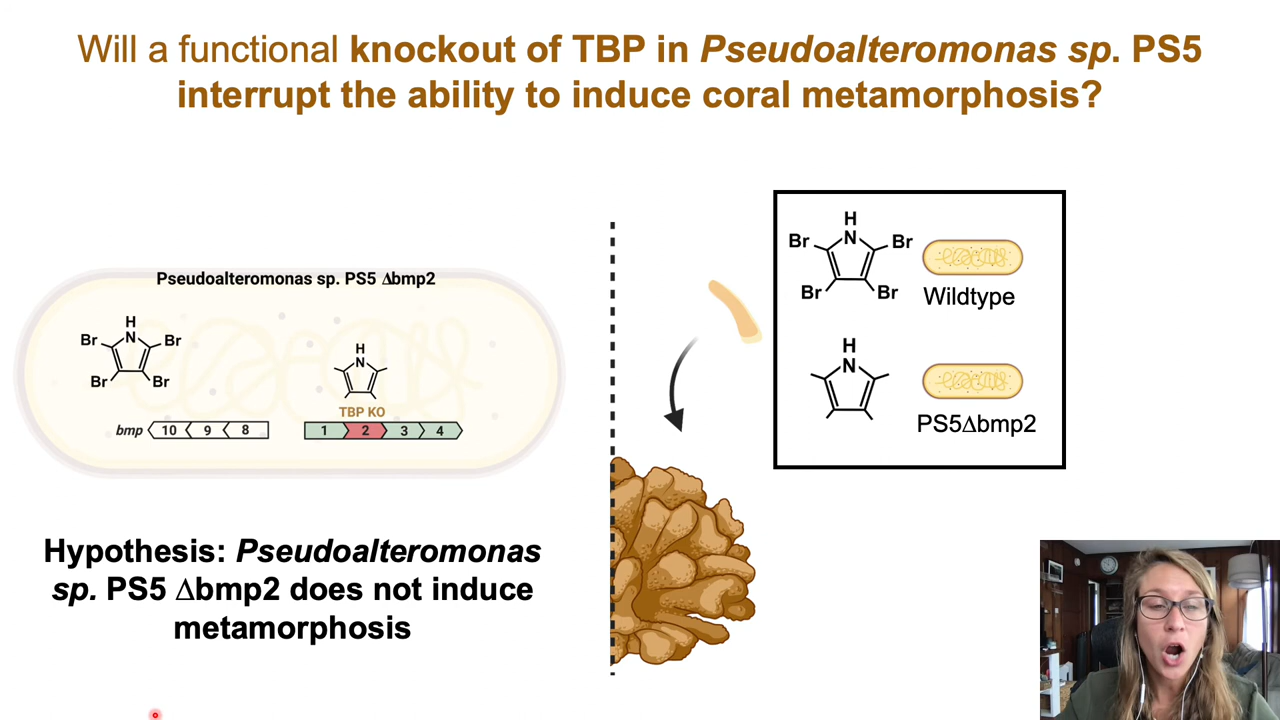 Will a functional knockout of TBP in Pseudoalteromonas sp. PS5
interrupt the ability to induce coral metamorphosis?
Pseudoalteromonas sp. PS5 Δbmp2
H
N
Br Br
Br Br
H
N
TBP KO
bmp 10 9 8 1 2 3 4
Hypothesis: Pseudoalteromonas
sp. PS5 Δbmp2 does not induce
metamorphosis
H
N
Br Br
Br Br
Wildtype
H
N
PS5Δbmp2